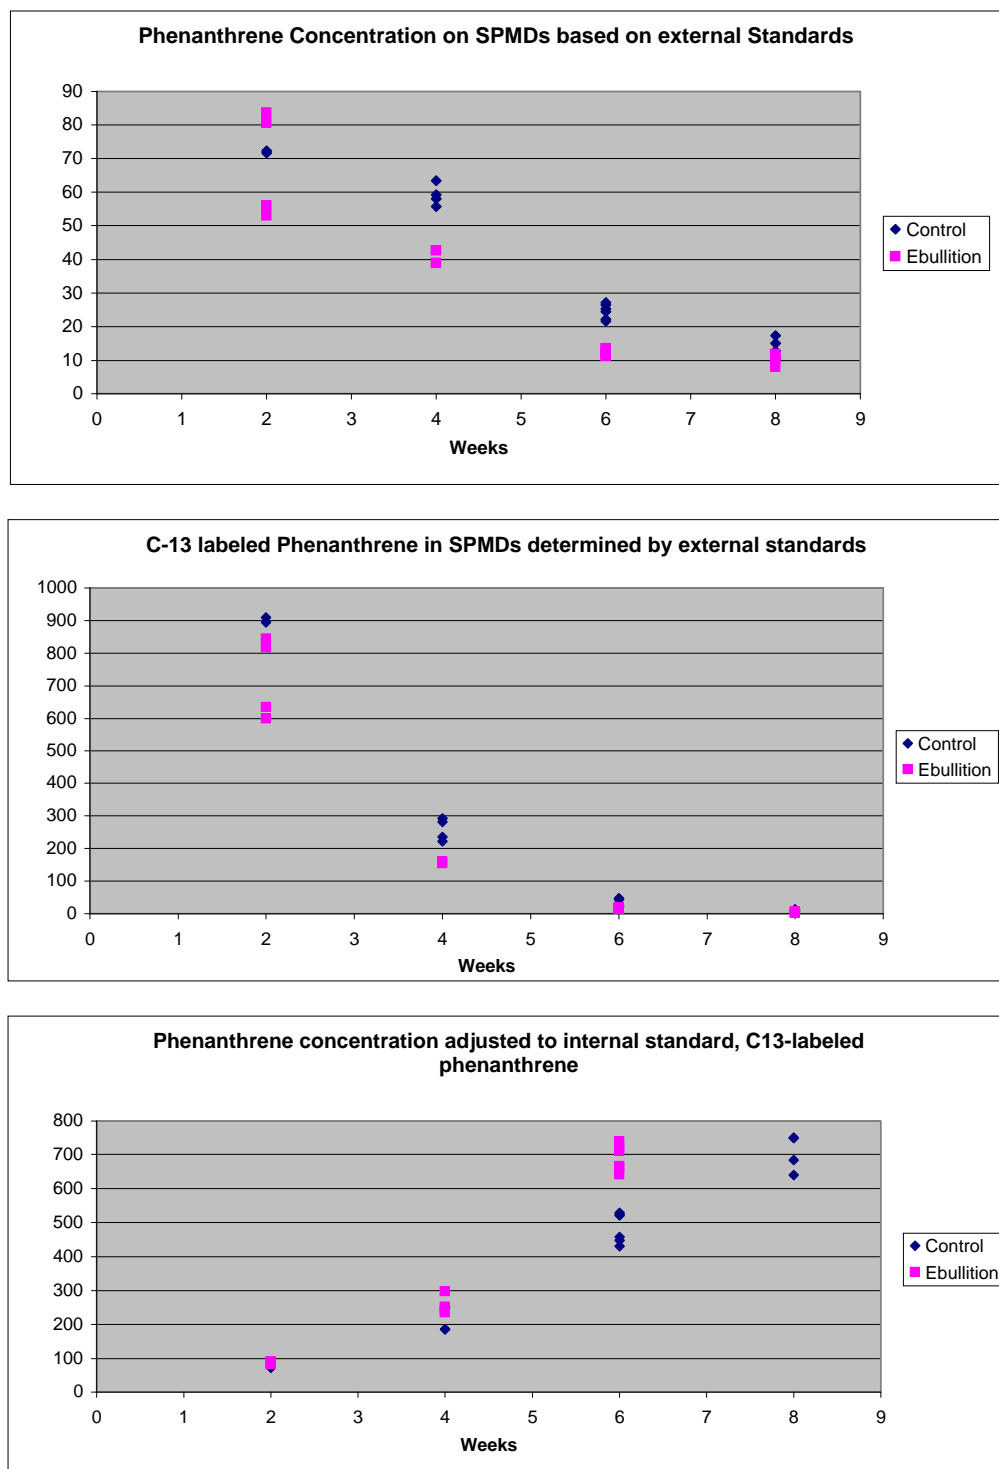 Phenanthrene Concentration on SPMDs based on external Standards
90
80
70
60
50
40
30
20
10
0
0 1 2 3 4 5 6 7 8 9
Weeks
Control
Ebullition
C-13 labeled Phenanthrene in SPMDs determined by external standards
1000
900
800
700
600
500
400
300
200
100
0
0 1 2 3 4 5 6 7 8 9
Weeks
Control
Ebullition
Phenanthrene concentration adjusted to internal standard, C13-labeled
phenanthrene
800
700
600
500
400
300
200
100
0
0 1 2 3 4 5 6 7 8 9
Weeks
Control
Ebullition